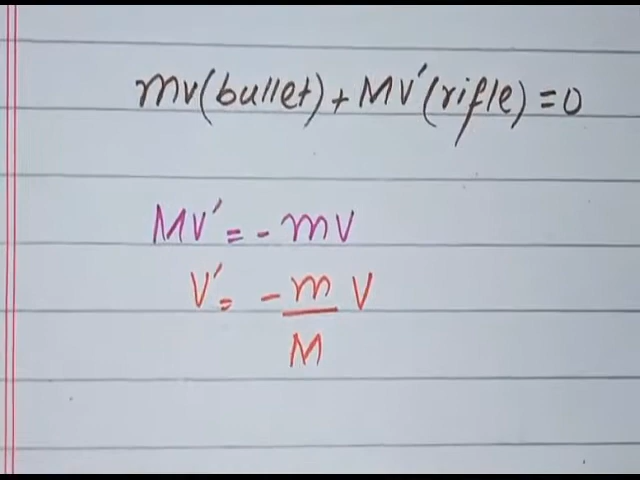 mv(bullet) + MV'(rifle) = 0
MV' = - mV
V' = - m/M V